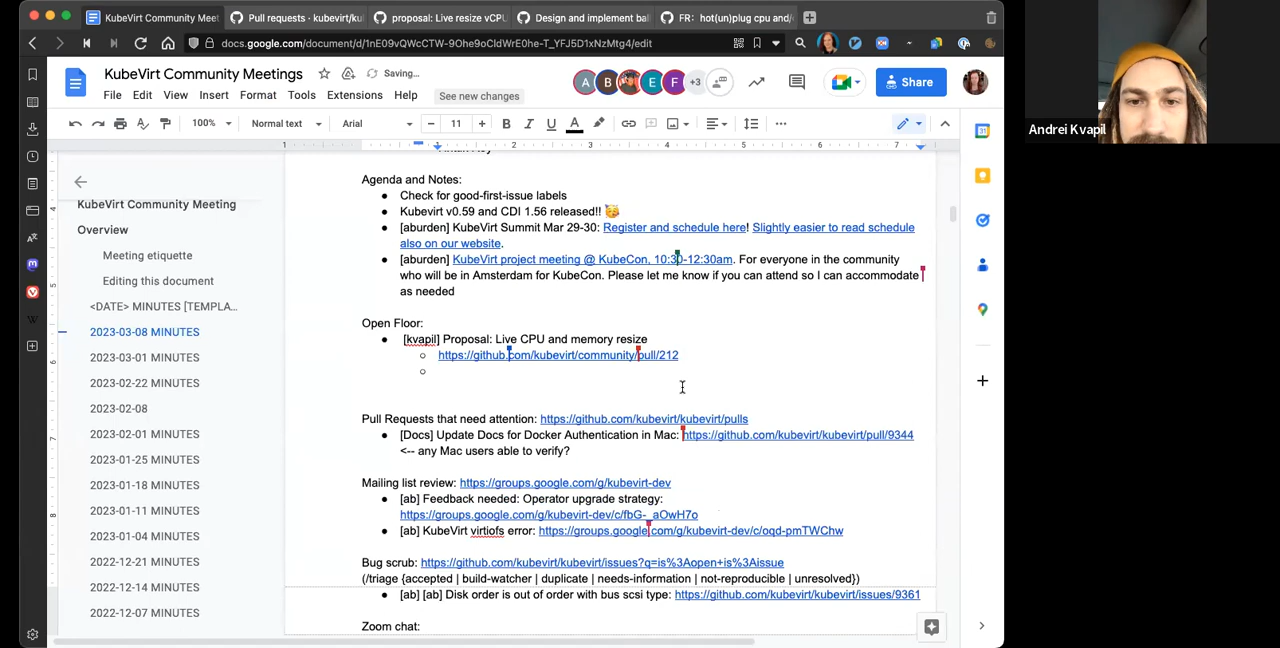 KubeVirt Community Meet
Pull requests · kubevirt/ku
proposal: Live resize vCPU
Design and implement bal
FR: hot(un)plug cpu and/
docs.google.com/document/d/1nE09vQWcCTW-9Ohe9oCldWrE0he-T_YFJ5D1xNzMtg4/edit
KubeVirt Community Meetings
Saving...
File Edit View Insert Format Tools Extensions Help
See new changes
A B E F +3
Share
100% Normal text Arial 11 B I U A
1 1 2 3 4 5 6 7
KubeVirt Community Meeting
Overview
Meeting etiquette
Editing this document
<DATE> MINUTES [TEMPLA...
2023-03-08 MINUTES
2023-03-01 MINUTES
2023-02-22 MINUTES
2023-02-08
2023-02-01 MINUTES
2023-01-25 MINUTES
2023-01-18 MINUTES
2023-01-11 MINUTES
2023-01-04 MINUTES
2022-12-21 MINUTES
2022-12-14 MINUTES
2022-12-07 MINUTES
Agenda and Notes:
Check for good-first-issue labels
Kubevirt v0.59 and CDI 1.56 released!! 🥳
[aburden] KubeVirt Summit Mar 29-30: Register and schedule here! Slightly easier to read schedule
also on our website.
[aburden] KubeVirt project meeting @ KubeCon, 10:30-12:30am. For everyone in the community
who will be in Amsterdam for KubeCon. Please let me know if you can attend so I can accommodate
as needed
Open Floor:
[kvapil] Proposal: Live CPU and memory resize
https://github.com/kubevirt/community/pull/212
Pull Requests that need attention: https://github.com/kubevirt/kubevirt/pulls
[Docs] Update Docs for Docker Authentication in Mac: https://github.com/kubevirt/kubevirt/pull/9344
<-- any Mac users able to verify?
Mailing list review: https://groups.google.com/g/kubevirt-dev
[ab] Feedback needed: Operator upgrade strategy:
https://groups.google.com/g/kubevirt-dev/c/fbG-_aOwH7o
[ab] KubeVirt virtiofs error: https://groups.google.com/g/kubevirt-dev/c/oqd-pmTWChw
Bug scrub: https://github.com/kubevirt/kubevirt/issues?q=is%3Aopen+is%3Aissue
(/triage {accepted | build-watcher | duplicate | needs-information | not-reproducible | unresolved})
[ab] [ab] Disk order is out of order with bus scsi type: https://github.com/kubevirt/kubevirt/issues/9361
Zoom chat:
Andrei Kvapil